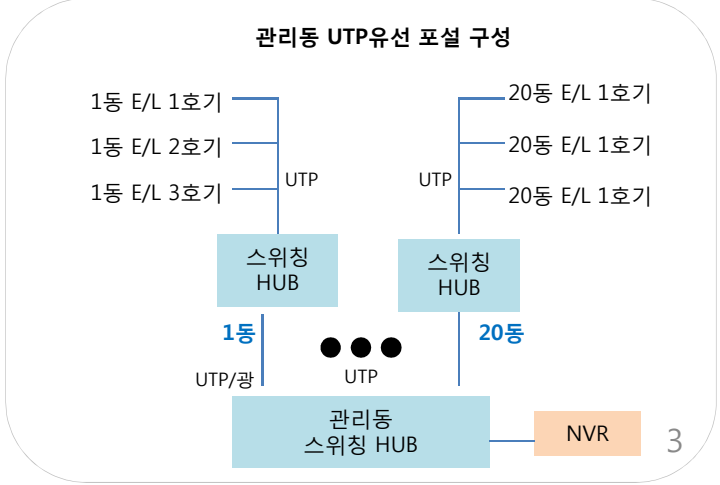 관리동 UTP유선 포설 구성
1동 E/L 1호기
20동 E/L 1호기
1동 E/L 2호기
20동 E/L 1호기
1동 E/L 3호기
20동 E/L 1호기
UTP
UTP
스위칭
HUB
스위칭
HUB
1동
20동
UTP/광
UTP
관리동
스위칭 HUB
NVR
3